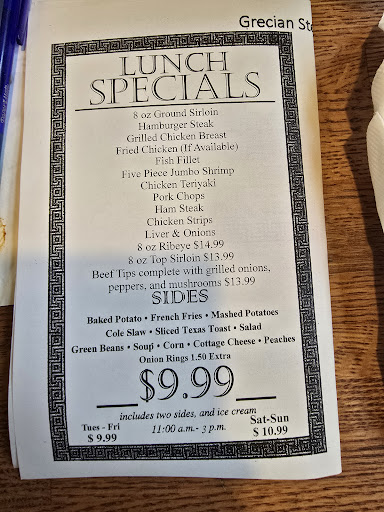 Grecian
LUNCH
SPECIALS
8 oz Ground Sirloin
Hamburger Steak
Grilled Chicken Breast
Fried Chicken (If Available)
Fish Fillet
Five Piece Jumbo Shrimp
Chicken Teriyaki
Pork Chops
Ham Steak
Chicken Strips
Liver & Onions
8 oz Ribeye $14.99
8 oz Top Sirloin $13.99
Beef Tips complete with grilled onions,
peppers, and mushrooms $13.99
SIDES
Baked Potato • French Fries • Mashed Potatoes
Cole Slaw • Sliced Texas Toast • Salad
Green Beans • Soup • Corn • Cottage Cheese • Peaches
Onion Rings 1.50 Extra
$9.99
includes two sides, and ice cream
Tues - Fri 11:00 a.m.- 3 p.m. Sat-Sun
$ 9.99 $ 10.99